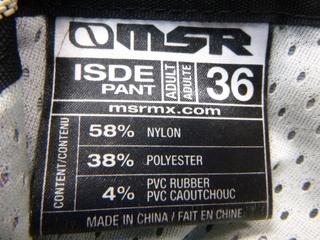 MSR
ISDE
PANT
ADULT
ADULTE
36
msrmx.com
CONTENT/CONTENU
58% NYLON
38% POLYESTER
4% PVC RUBBER
PVC CAOUTCHOUC
MADE IN CHINA / FAIT EN CHINE